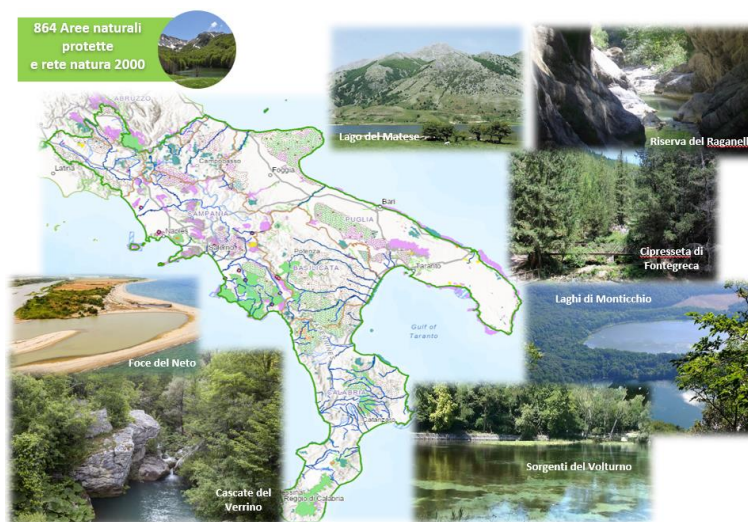 864 Aree naturali
protette
e rete natura 2000
Lago del Matese
Riserva del Raganell
Cipresseta di
Fontegreca
Laghi di Monticchio
Foce del Neto
Sorgenti del Volturno
Cascate del
Verrino
ABRUZZO
Latina
Campobasso
Foggia
Bari
CAMPANIA
PUGLIA
Potenza
BASILICATA
Taranto
Gulf of
Taranto
CALABRIA
Reggio di Calabria